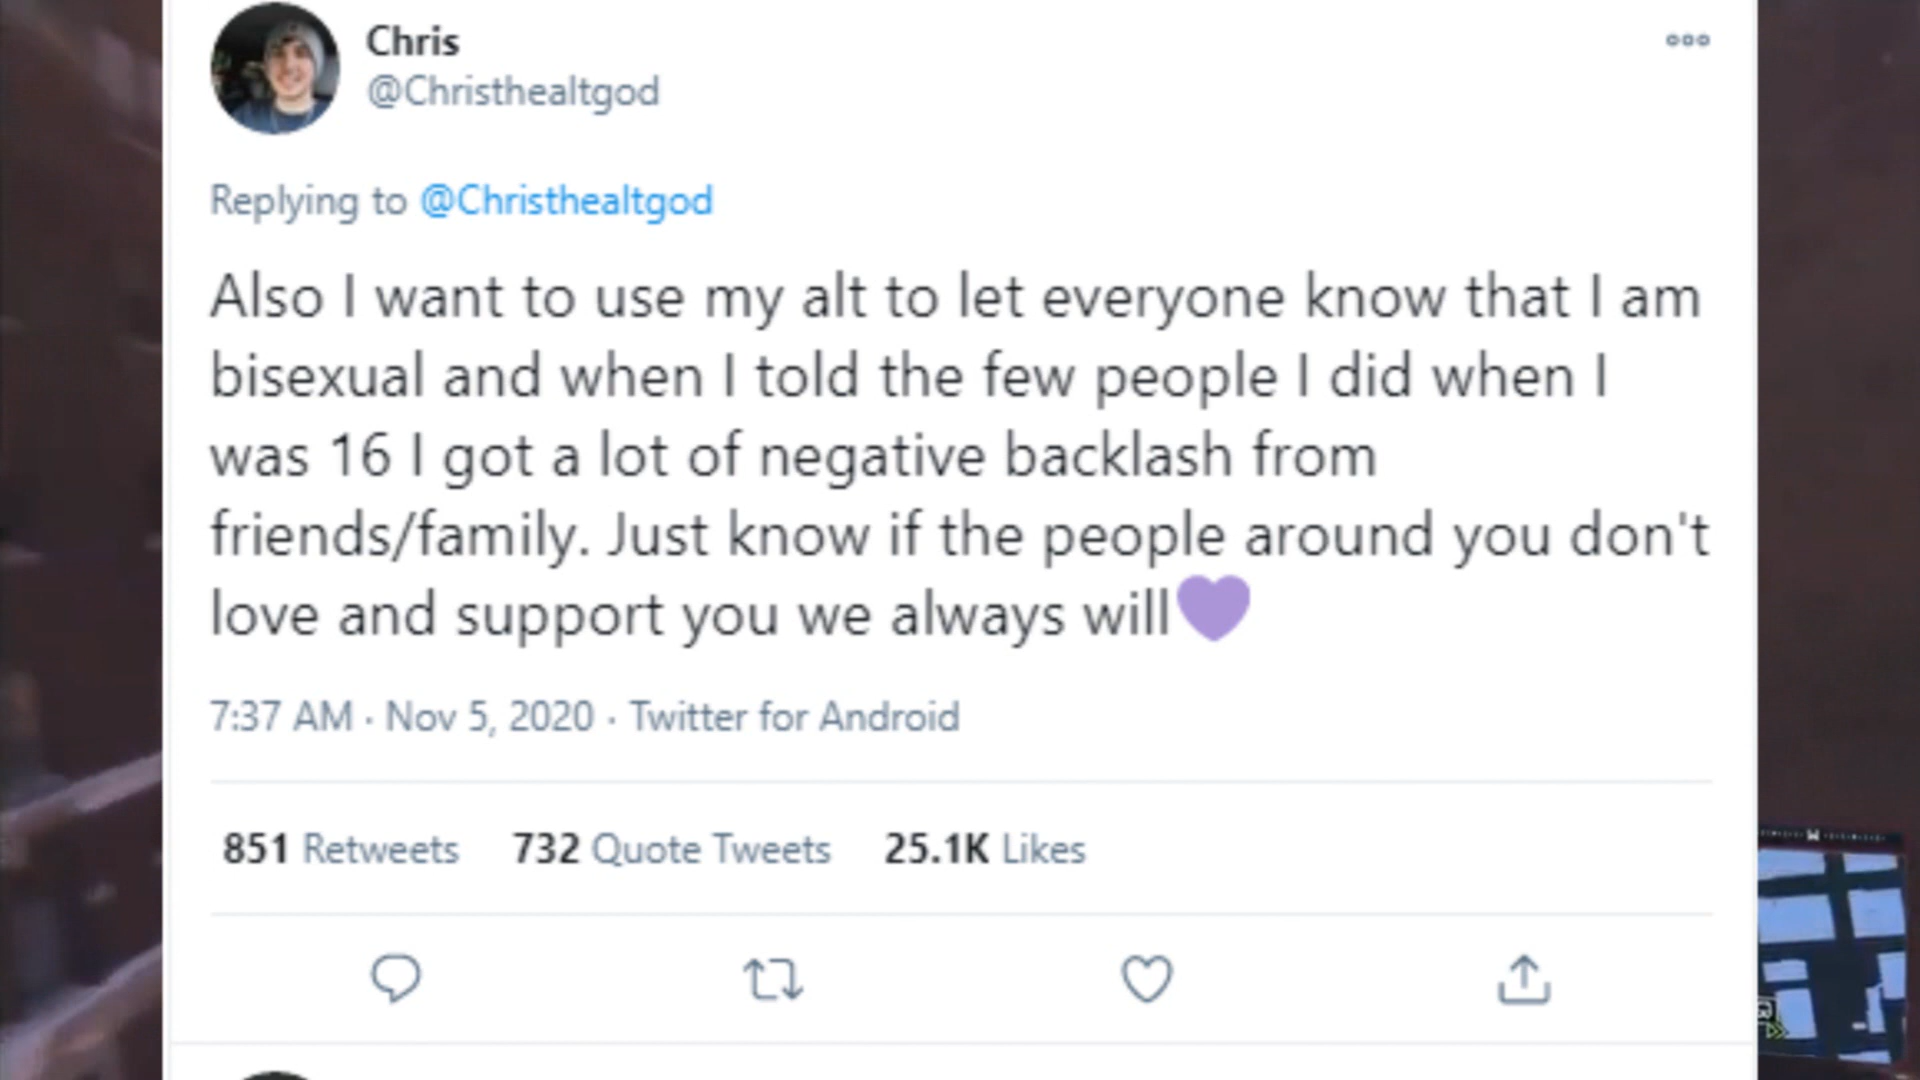 Chris
@Christhealtgod
Replying to @Christhealtgod
Also I want to use my alt to let everyone know that I am
bisexual and when I told the few people I did when I
was 16 I got a lot of negative backlash from
friends/family. Just know if the people around you don't
love and support you we always will💜
7:37 AM · Nov 5, 2020 · Twitter for Android
851 Retweets 732 Quote Tweets 25.1K Likes